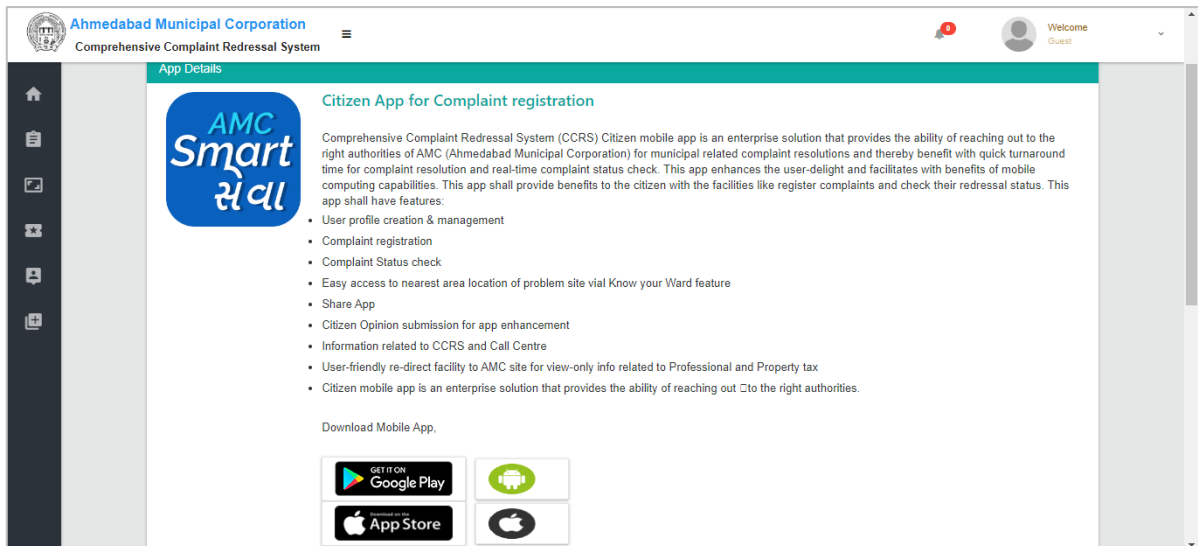 Ahmedabad Municipal Corporation
Comprehensive Complaint Redressal System
0
Welcome
Guest
App Details
AMC
Smart
સેવા
Citizen App for Complaint registration
Comprehensive Complaint Redressal System (CCRS) Citizen mobile app is an enterprise solution that provides the ability of reaching out to the
right authorities of AMC (Ahmedabad Municipal Corporation) for municipal related complaint resolutions and thereby benefit with quick turnaround
time for complaint resolution and real-time complaint status check. This app enhances the user-delight and facilitates with benefits of mobile
computing capabilities. This app shall provide benefits to the citizen with the facilities like register complaints and check their redressal status. This
app shall have features:
• User profile creation & management
• Complaint registration
• Complaint Status check
• Easy access to nearest area location of problem site vial Know your Ward feature
• Share App
• Citizen Opinion submission for app enhancement
• Information related to CCRS and Call Centre
• User-friendly re-direct facility to AMC site for view-only info related to Professional and Property tax
• Citizen mobile app is an enterprise solution that provides the ability of reaching out □to the right authorities.
Download Mobile App,
GET IT ON
Google Play
Download on the
App Store